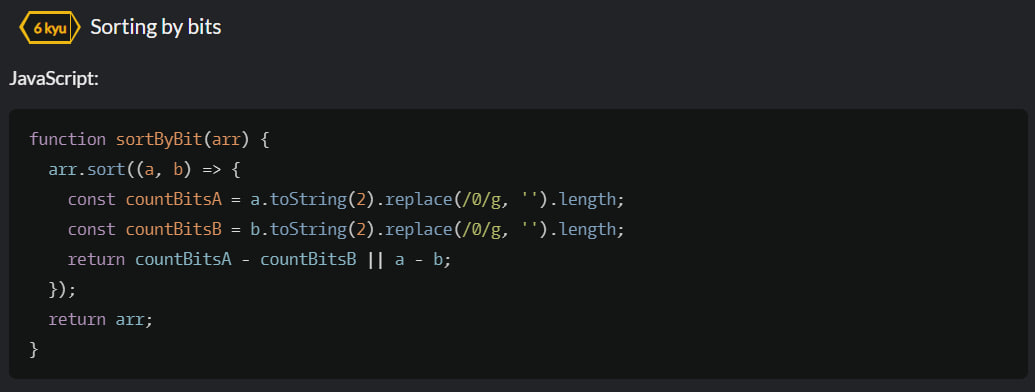 6 kyu Sorting by bits
JavaScript:
function sortByBit(arr) {
  arr.sort((a, b) => {
    const countBitsA = a.toString(2).replace(/0/g, '').length;
    const countBitsB = b.toString(2).replace(/0/g, '').length;
    return countBitsA - countBitsB || a - b;
  });
  return arr;
}